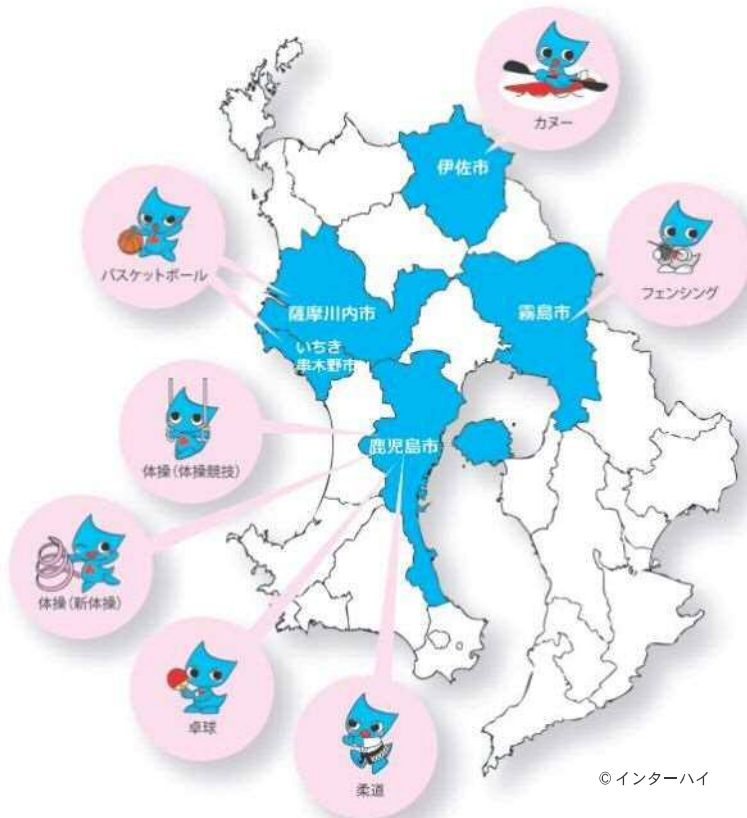 カヌー
伊佐市
バスケットボール
フェンシング
薩摩川内市
霧島市
いちき
串木野市
鹿児島市
体操(体操競技)
体操(新体操)
卓球
柔道
©インターハイ